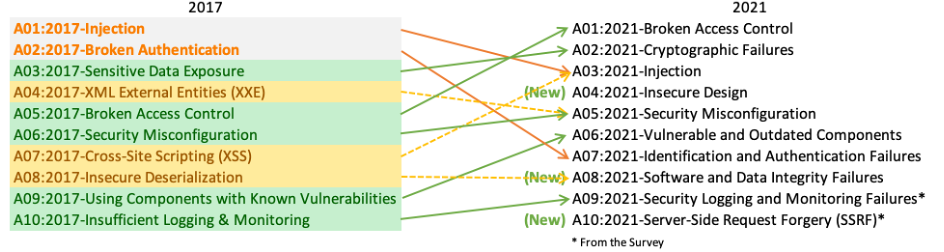 2017
2021
A01:2017-Injection
A02:2017-Broken Authentication
A03:2017-Sensitive Data Exposure
A04:2017-XML External Entities (XXE)
A05:2017-Broken Access Control
A06:2017-Security Misconfiguration
A07:2017-Cross-Site Scripting (XSS)
A08:2017-Insecure Deserialization
A09:2017-Using Components with Known Vulnerabilities
A10:2017-Insufficient Logging & Monitoring
A01:2021-Broken Access Control
A02:2021-Cryptographic Failures
A03:2021-Injection
(New) A04:2021-Insecure Design
A05:2021-Security Misconfiguration
A06:2021-Vulnerable and Outdated Components
A07:2021-Identification and Authentication Failures
(New) A08:2021-Software and Data Integrity Failures
A09:2021-Security Logging and Monitoring Failures*
(New) A10:2021-Server-Side Request Forgery (SSRF)*
* From the Survey